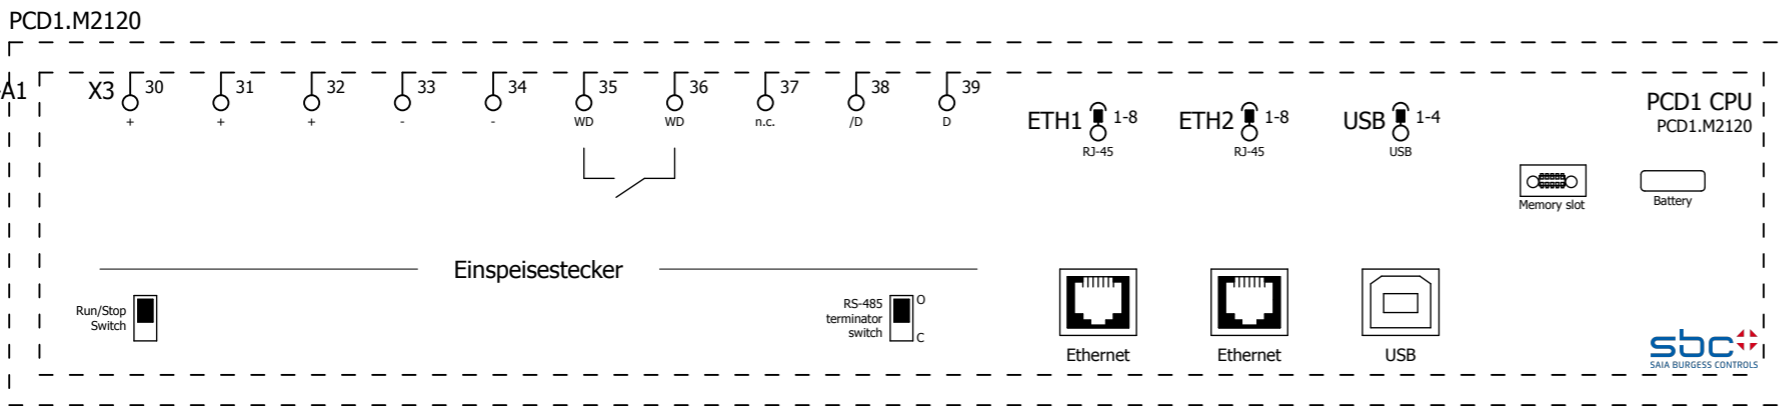 PCD1.M2120
A1
X3 30 31 32 33 34 35 36 37 38 39
+ + + - - WD WD n.c. /D D
ETH1 1-8
RJ-45
ETH2 1-8
RJ-45
USB 1-4
USB
PCD1 CPU
PCD1.M2120
Memory slot
Battery
Einspeisestecker
Run/Stop
Switch
RS-485
terminator
switch
O
C
Ethernet
Ethernet
USB
sbc
SAIA BURGESS CONTROLS